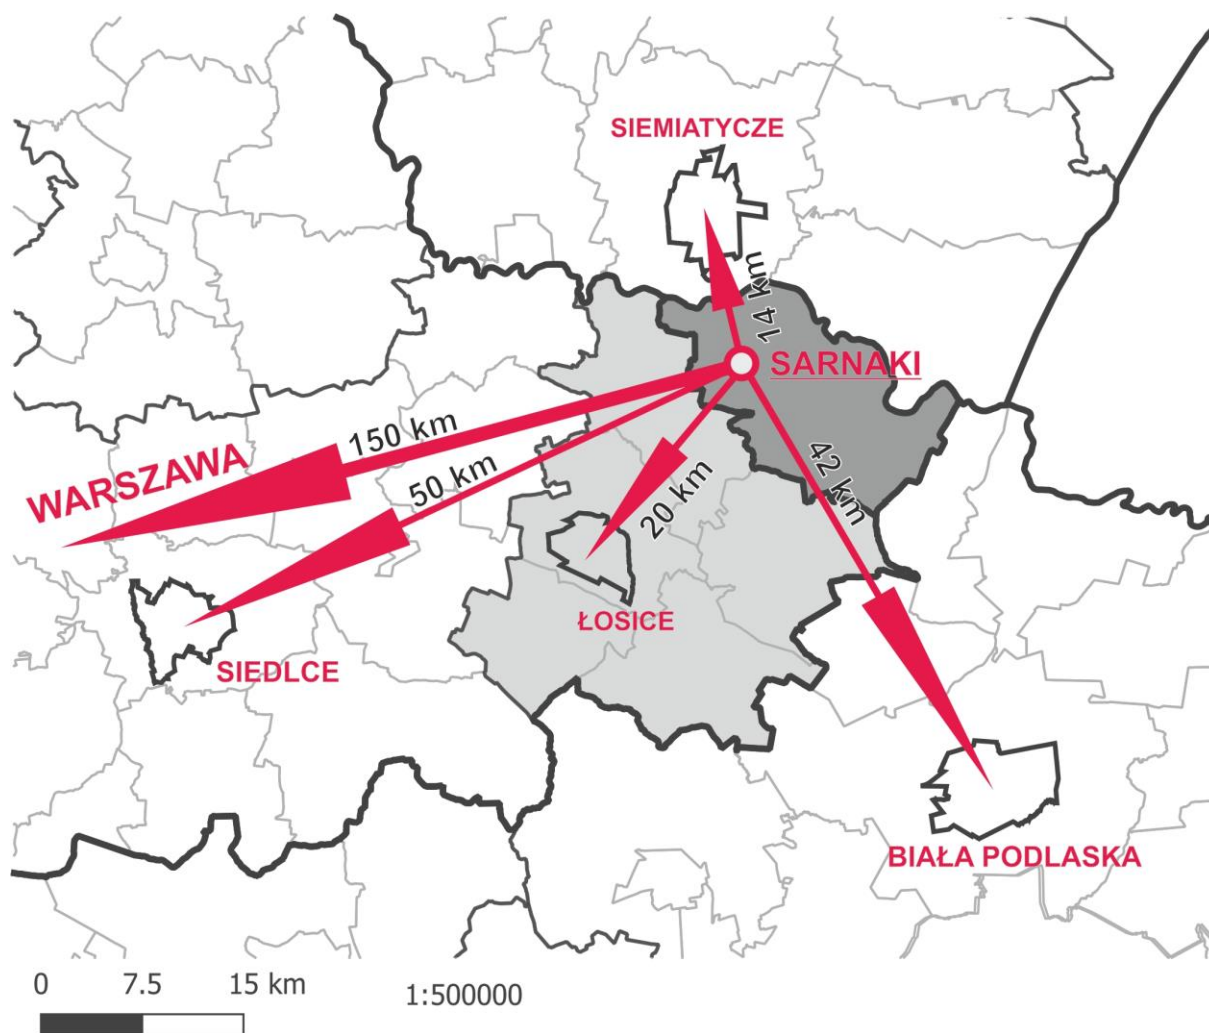 SIEMIATYCZE
14 km
SARNAKI
150 km
WARSZAWA
50 km
20 km
42 km
ŁOSICE
SIEDLCE
BIAŁA PODLASKA
0 7.5 15 km
1:500000